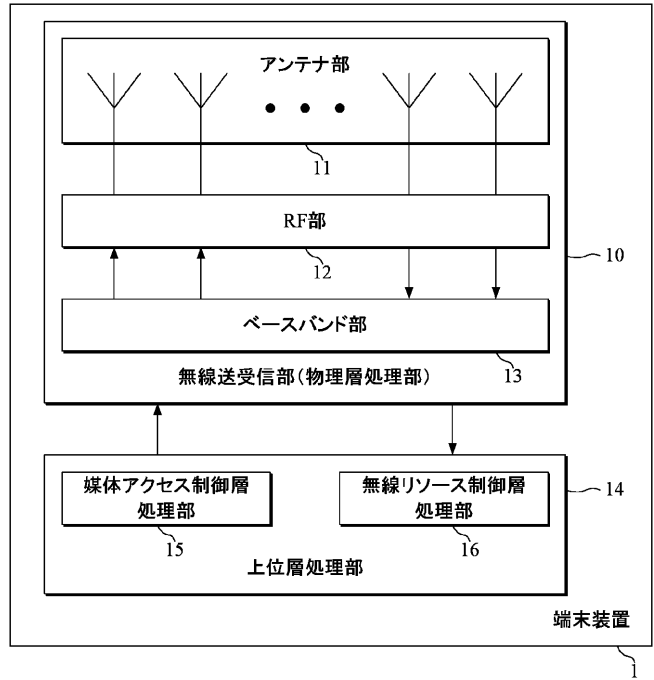 アンテナ部
11
RF部
12
10
ベースバンド部
13
無線送受信部(物理層処理部)
媒体アクセス制御層
処理部
15
無線リソース制御層
処理部
16
14
上位層処理部
端末装置
1